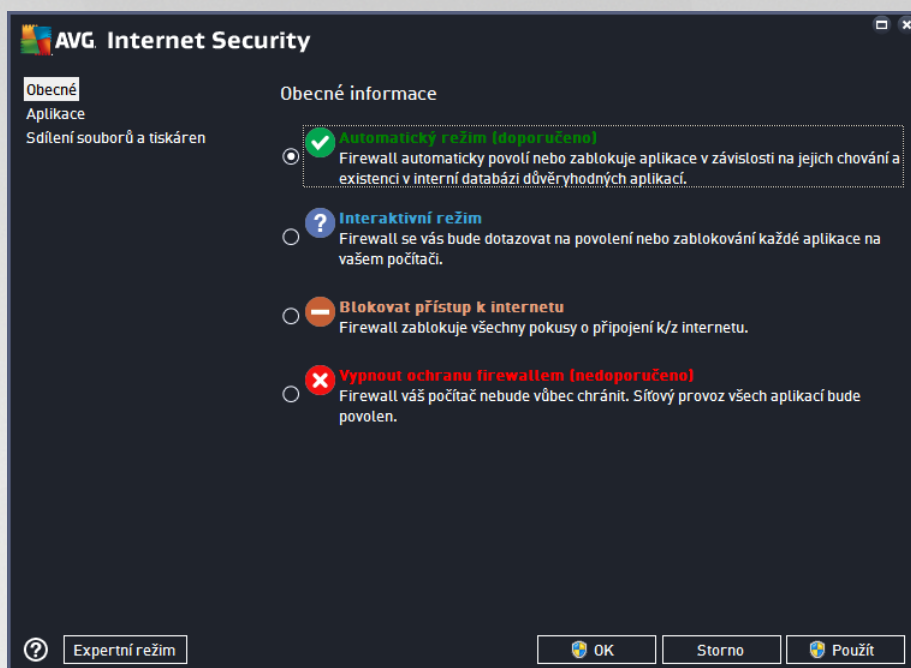 AVG. Internet Security
Obecné
Aplikace
Sdílení souborů a tiskáren
Obecné informace
Automatický režim (doporučeno)
Firewall automaticky povolí nebo zablokuje aplikace v závislosti na jejich chování a
existenci v interní databázi důvěryhodných aplikací.
Interaktivní režim
Firewall se vás bude dotazovat na povolení nebo zablokování každé aplikace na
vašem počítači.
Blokovat přístup k internetu
Firewall zablokuje všechny pokusy o připojení k/z internetu.
Vypnout ochranu firewallem (nedoporučeno)
Firewall váš počítač nebude vůbec chránit. Síťový provoz všech aplikací bude
povolen.
Expertní režim
OK
Storno
Použít